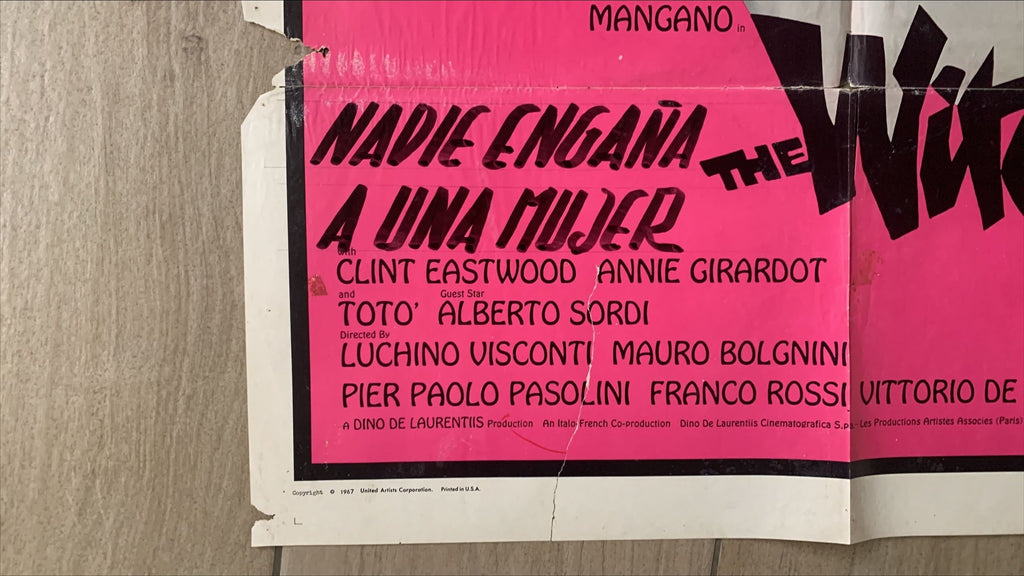 MANGANO in
NADIE ENGAÑA
THE
A UNA MUJER
with
CLINT EASTWOOD ANNIE GIRARDOT
and Guest Star
TOTO' ALBERTO SORDI
Directed By
LUCHINO VISCONTI MAURO BOLGNINI
PIER PAOLO PASOLINI FRANCO ROSSI VITTORIO DE
A DINO DE LAURENTIIS Production An Italo-French Co-production Dino De Laurentiis Cinematografica S.p.a.- Les Productions Artistes Associes (Paris)
Copyright © 1967 United Artists Corporation. Printed in U.S.A.